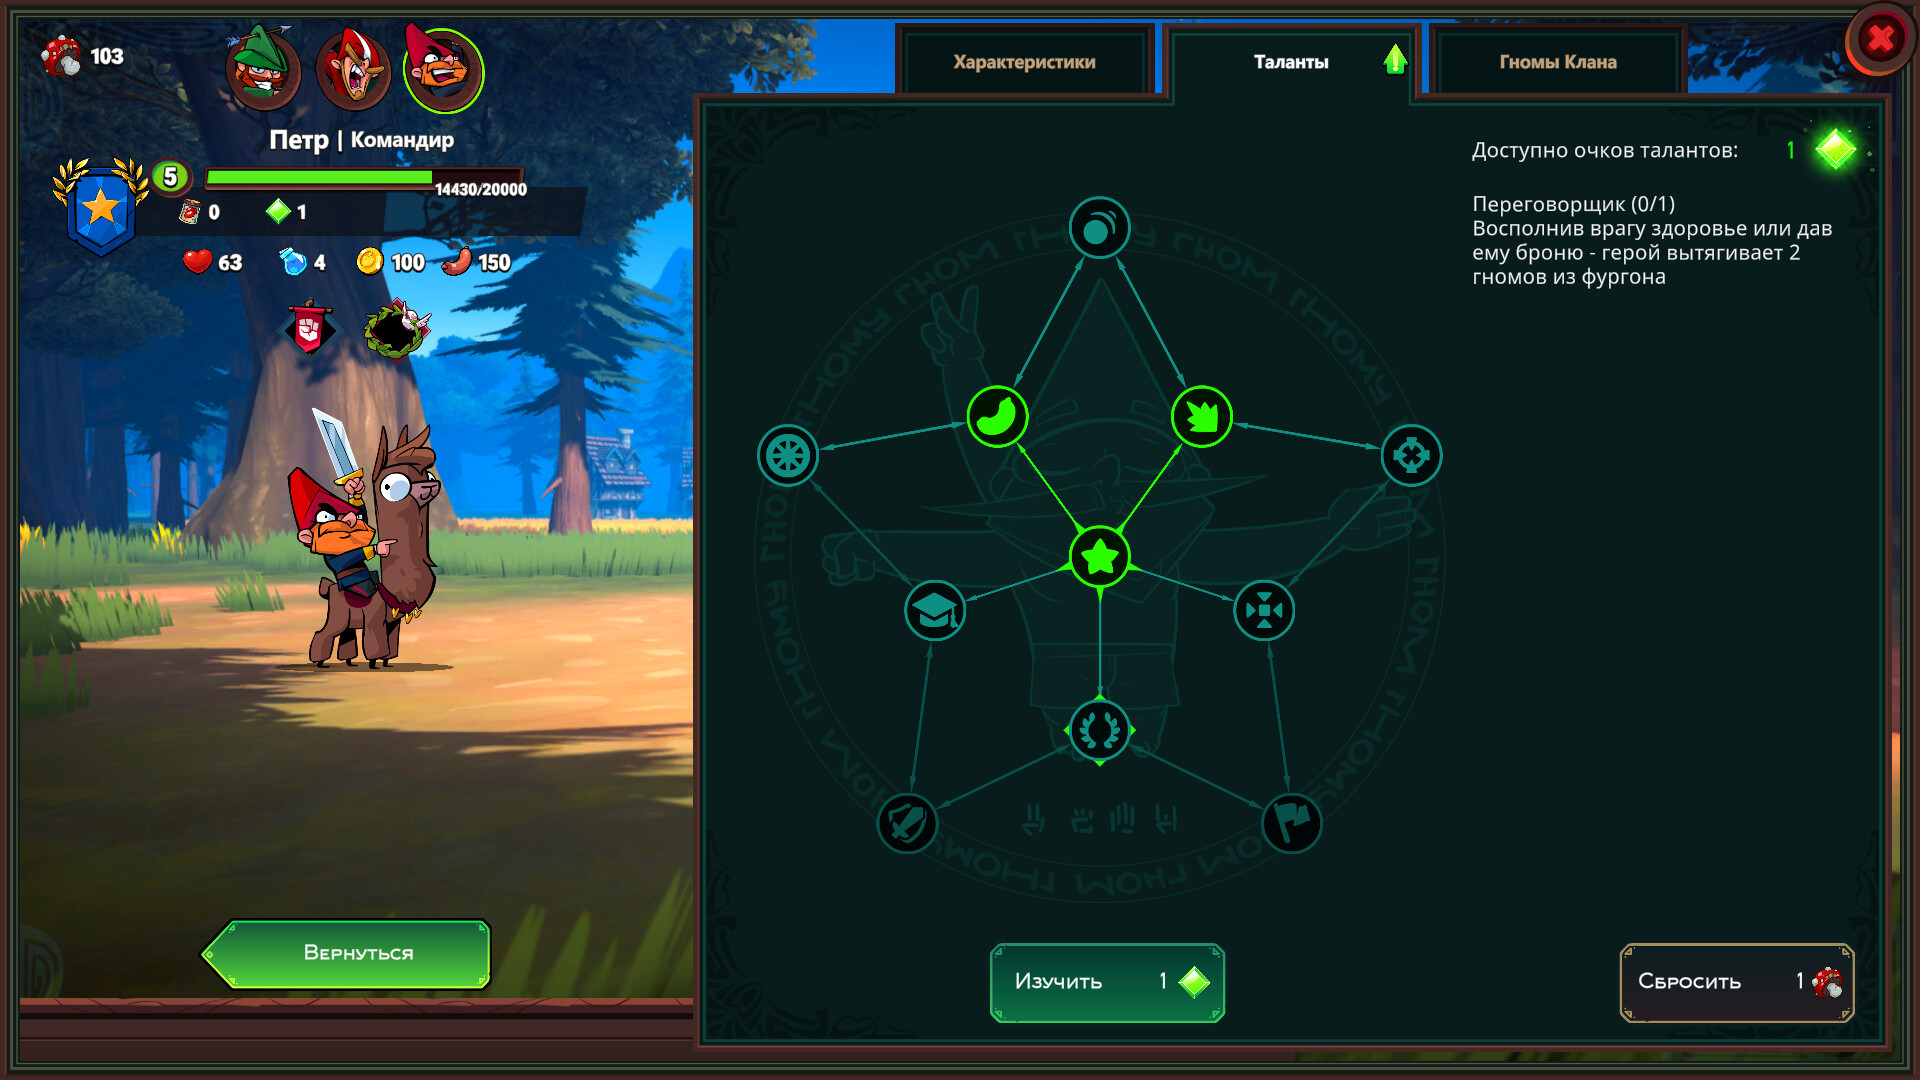 103
Петр | Командир
5
14430/20000
0
1
63
4
100
150
Вернуться
Характеристики
Таланты
Гномы Клана
Доступно очков талантов:
1
Переговорщик (0/1)
Восполнив врагу здоровье или дав
ему броню - герой вытягивает 2
гномов из фургона
Изучить
1
Сбросить
1